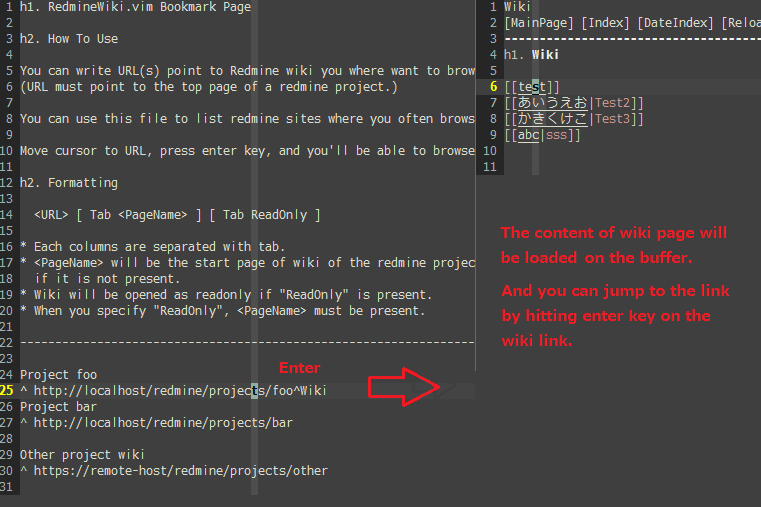 1 h1. RedmineWiki.vim Bookmark Page
2
3 h2. How To Use
4
5 You can write URL(s) point to Redmine wiki you where want to brow
6 (URL must point to the top page of a redmine project.)
7
8 You can use this file to list redmine sites where you often brows
9
10 Move cursor to URL, press enter key, and you'll be able to browse
11
12 h2. Formatting
13
14 <URL> [ Tab <PageName> ] [ Tab ReadOnly ]
15
16 * Each columns are separated with tab.
17 * <PageName> will be the start page of wiki of the redmine projec
18 if it is not present.
19 * Wiki will be opened as readonly if "ReadOnly" is present.
20 * When you specify "ReadOnly", <PageName> must be present.
21
22 -----------------------------------------------------------------
23
24 Project foo
25 ^ http://localhost/redmine/projects/foo^Wiki
26 Project bar
27 ^ http://localhost/redmine/projects/bar
28
29 Other project wiki
30 ^ https://remote-host/redmine/projects/other
31
Enter
1 Wiki
2 [MainPage] [Index] [DateIndex] [Reloa
3 -------------------------------------
4 h1. Wiki
5
6 [[test]]
7 [[あいうえお|Test2]]
8 [[かきくけこ|Test3]]
9 [[abc|sss]]
10
11
The content of wiki page will
be loaded on the buffer.
And you can jump to the link
by hitting enter key on the
wiki link.